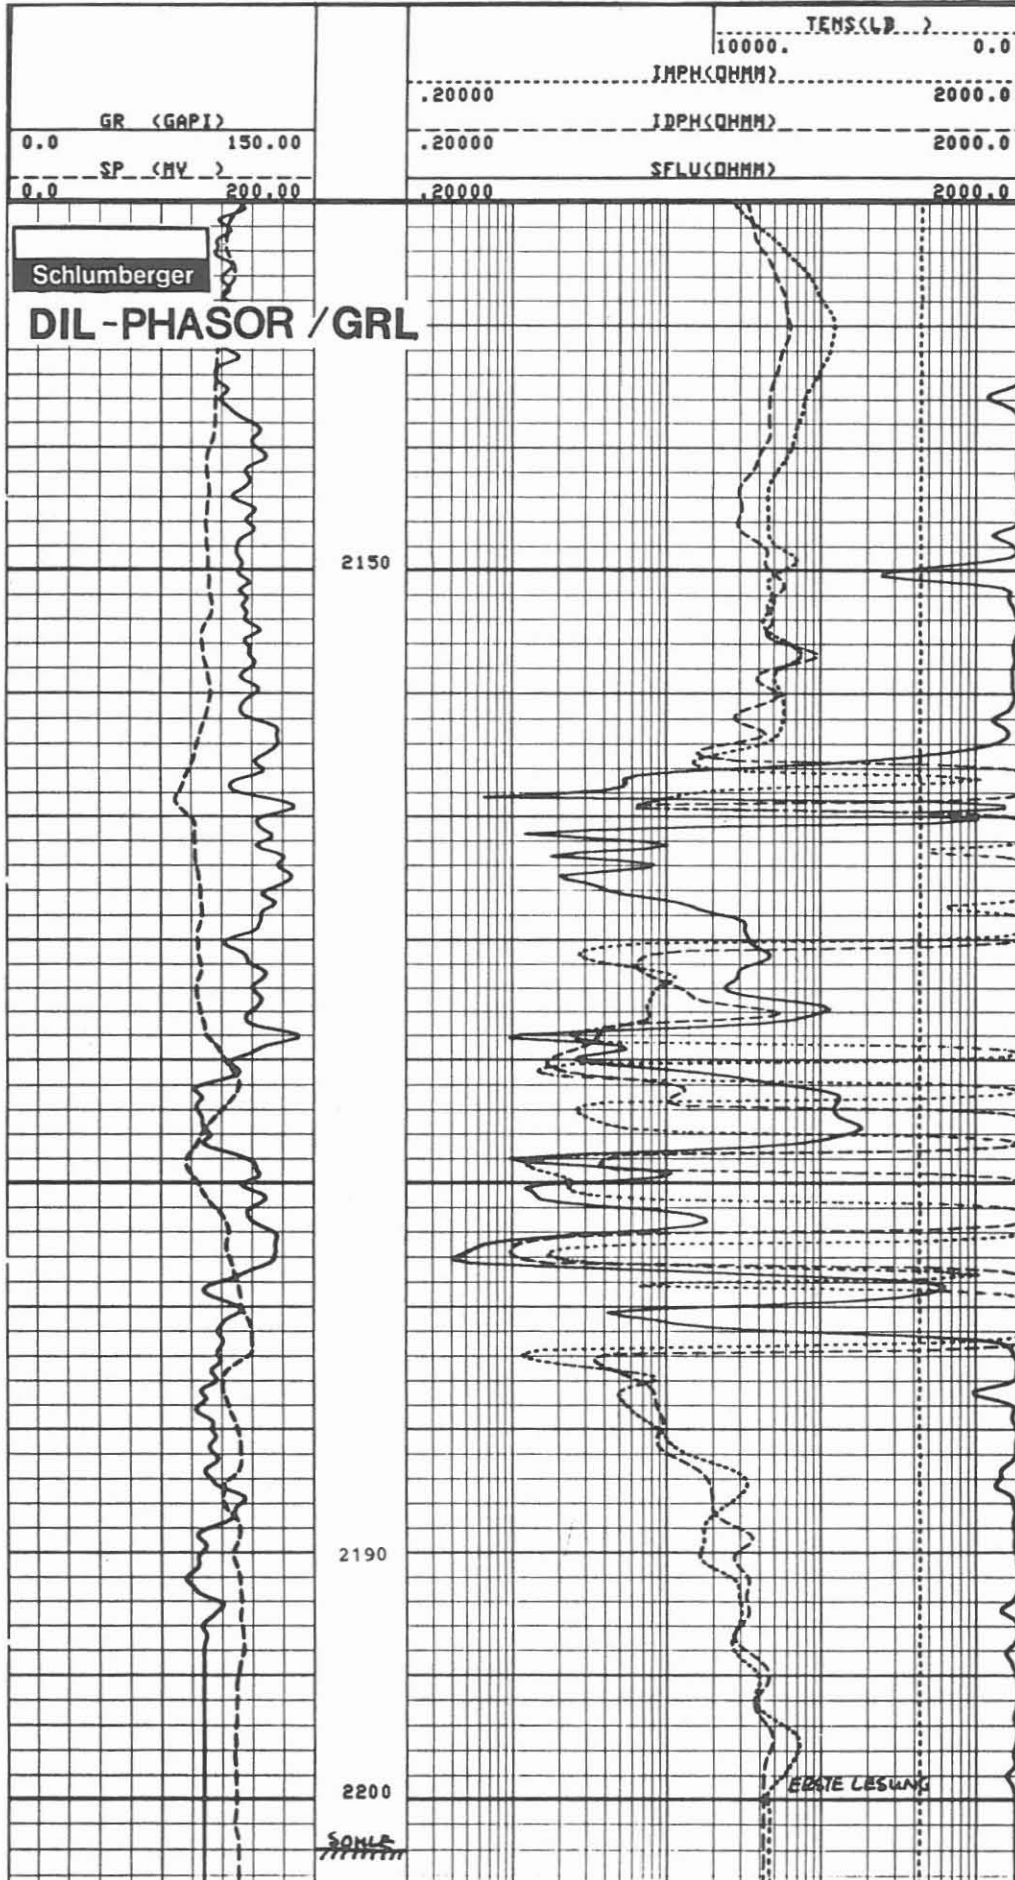 TENS(LB )
10000. 0.0
IMPH(OHMM)
.20000 2000.0
GR (GAPI) IDPH(OHMM)
0.0 150.00 .20000 2000.0
SP (MV ) SFLU(OHMM)
0.0 200.00 .20000 2000.0
Schlumberger
DIL-PHASOR /GRL
2150
2190
ERSTE LESUNG
2200
SOHLE